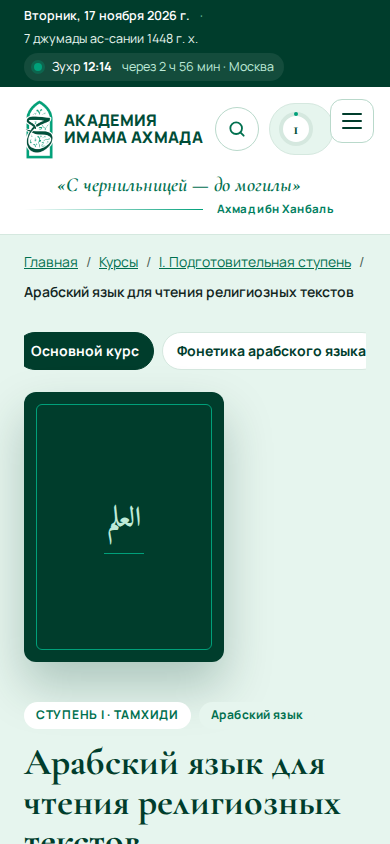 Вторник, 17 ноября 2026 г. ·
7 джумады ас-сании 1448 г. х.
Зухр 12:14 через 2 ч 56 мин · Москва
АКАДЕМИЯ
ИМАМА АХМАДА
I
«С чернильницей — до могилы»
Ахмад ибн Ханбаль
Главная / Курсы / I. Подготовительная ступень /
Арабский язык для чтения религиозных текстов
Основной курс
Фонетика арабского языка
العلم
СТУПЕНЬ I · ТАМХИДИ
Арабский язык
Арабский язык для
чтения религиозных
текстов